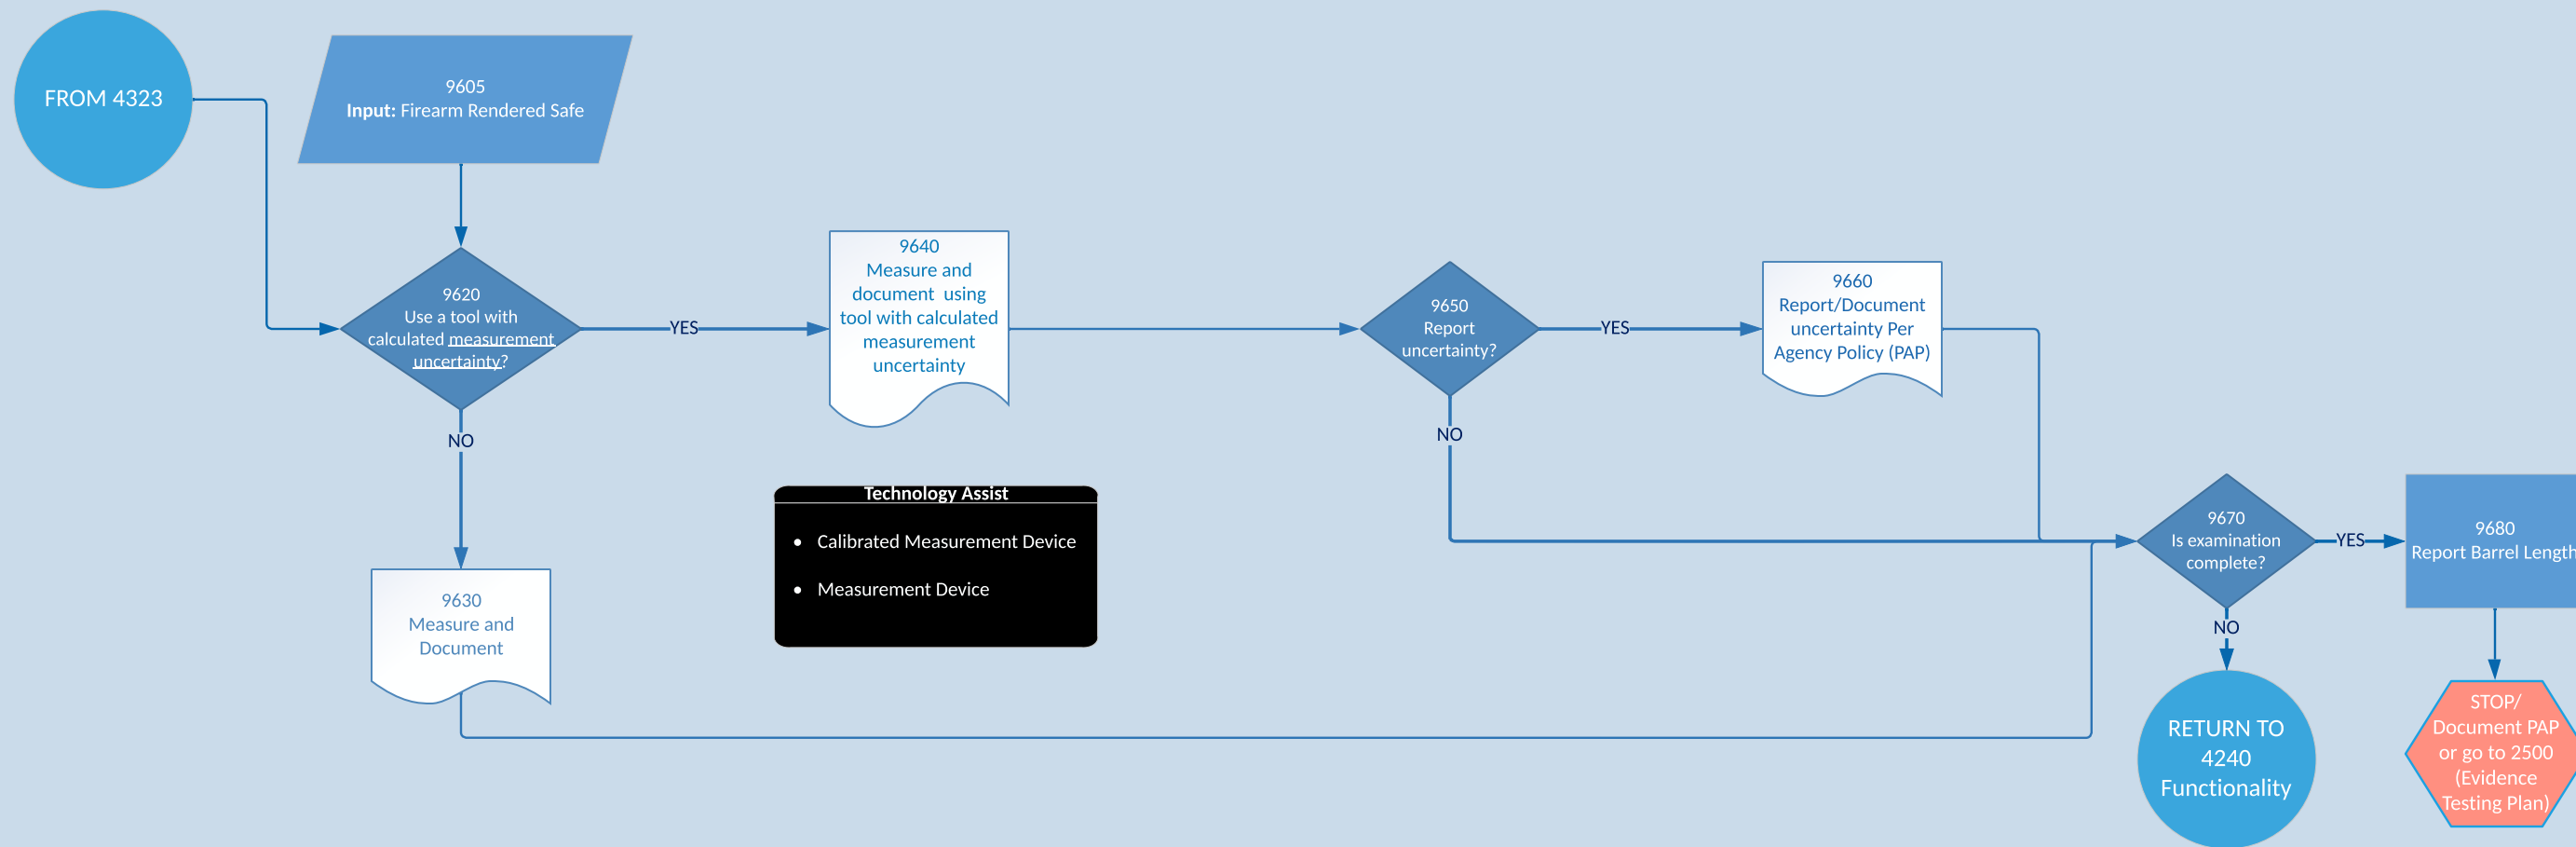 FROM 4323
9605
Input: Firearm Rendered Safe
9620
Use a tool with
calculated measurement
uncertainty?
YES
9640
Measure and
document using
tool with calculated
measurement
uncertainty
9650
Report
uncertainty?
YES
9660
Report/Document
uncertainty Per
Agency Policy (PAP)
NO
NO
Technology Assist
• Calibrated Measurement Device
• Measurement Device
9630
Measure and
Document
9670
Is examination
complete?
YES
9680
Report Barrel Length
NO
RETURN TO
4240
Functionality
STOP/
Document PAP
or go to 2500
(Evidence
Testing Plan)